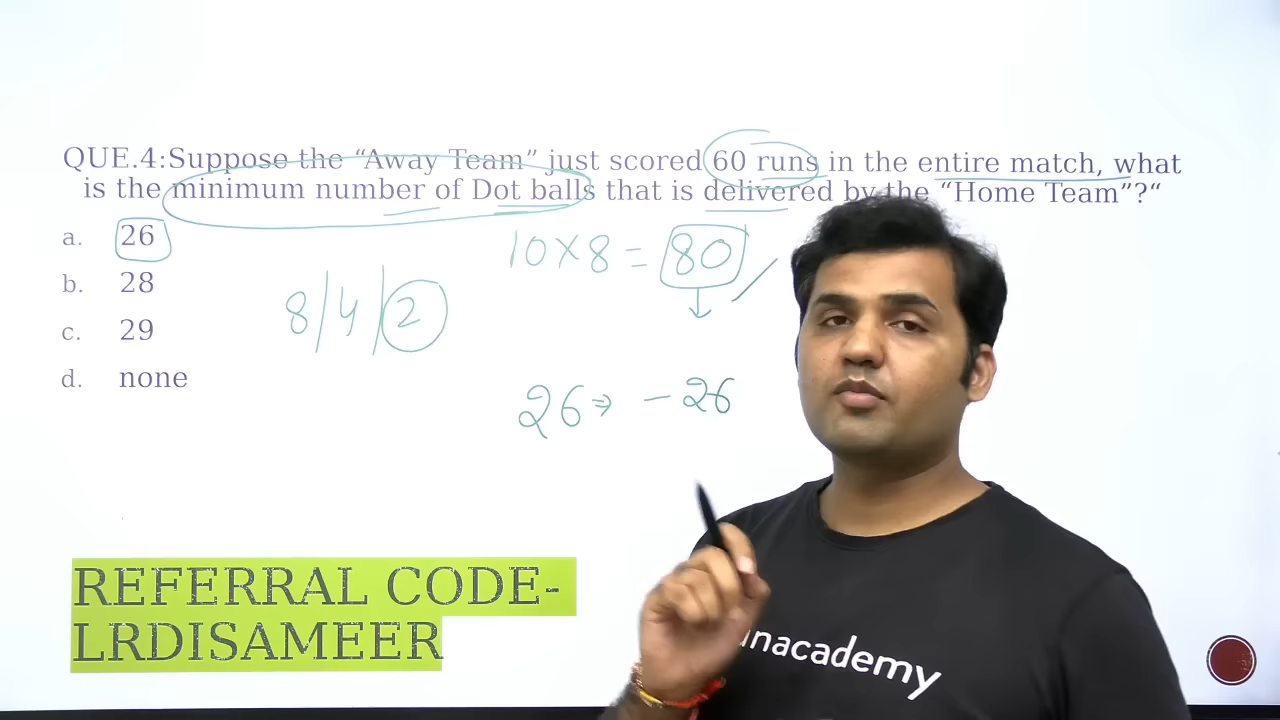 QUE.4:Suppose the “Away Team” just scored 60 runs in the entire match, what
is the minimum number of Dot balls that is delivered by the “Home Team”?“
a. 26
b. 28
c. 29
d. none
10×8 = 80
8/4/2
26⇒ -26
REFERRAL CODE-
LRDISAMEER
nacademy